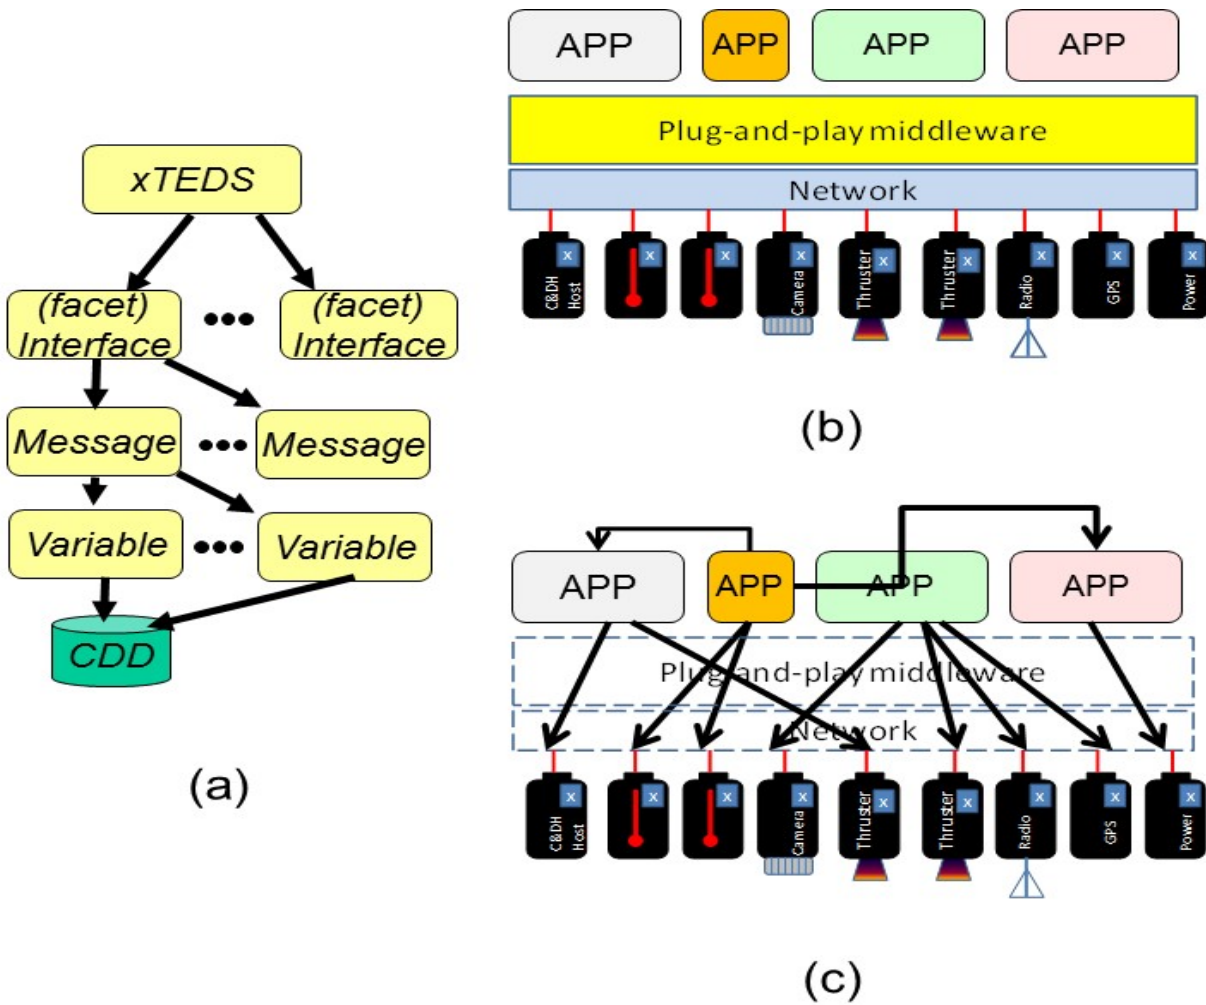 xTEDS
(facet)
Interface
(facet)
Interface
Message
Message
Variable
Variable
CDD
(a)
APP
APP
APP
APP
Plug-and-play middleware
Network
C&DH
Host
x
x
x
Camera
x
Thruster
x
Thruster
x
Radio
x
GPS
x
Power
x
(b)
APP
APP
APP
APP
Plug-and-play middleware
Network
C&DH
Host
x
x
x
Camera
x
Thruster
x
Thruster
x
Radio
x
GPS
x
Power
x
(c)